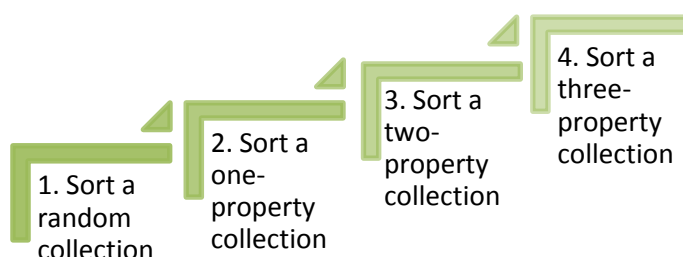 1. Sort a
random
collection
2. Sort a
one-
property
collection
3. Sort a
two-
property
collection
4. Sort a
three-
property
collection